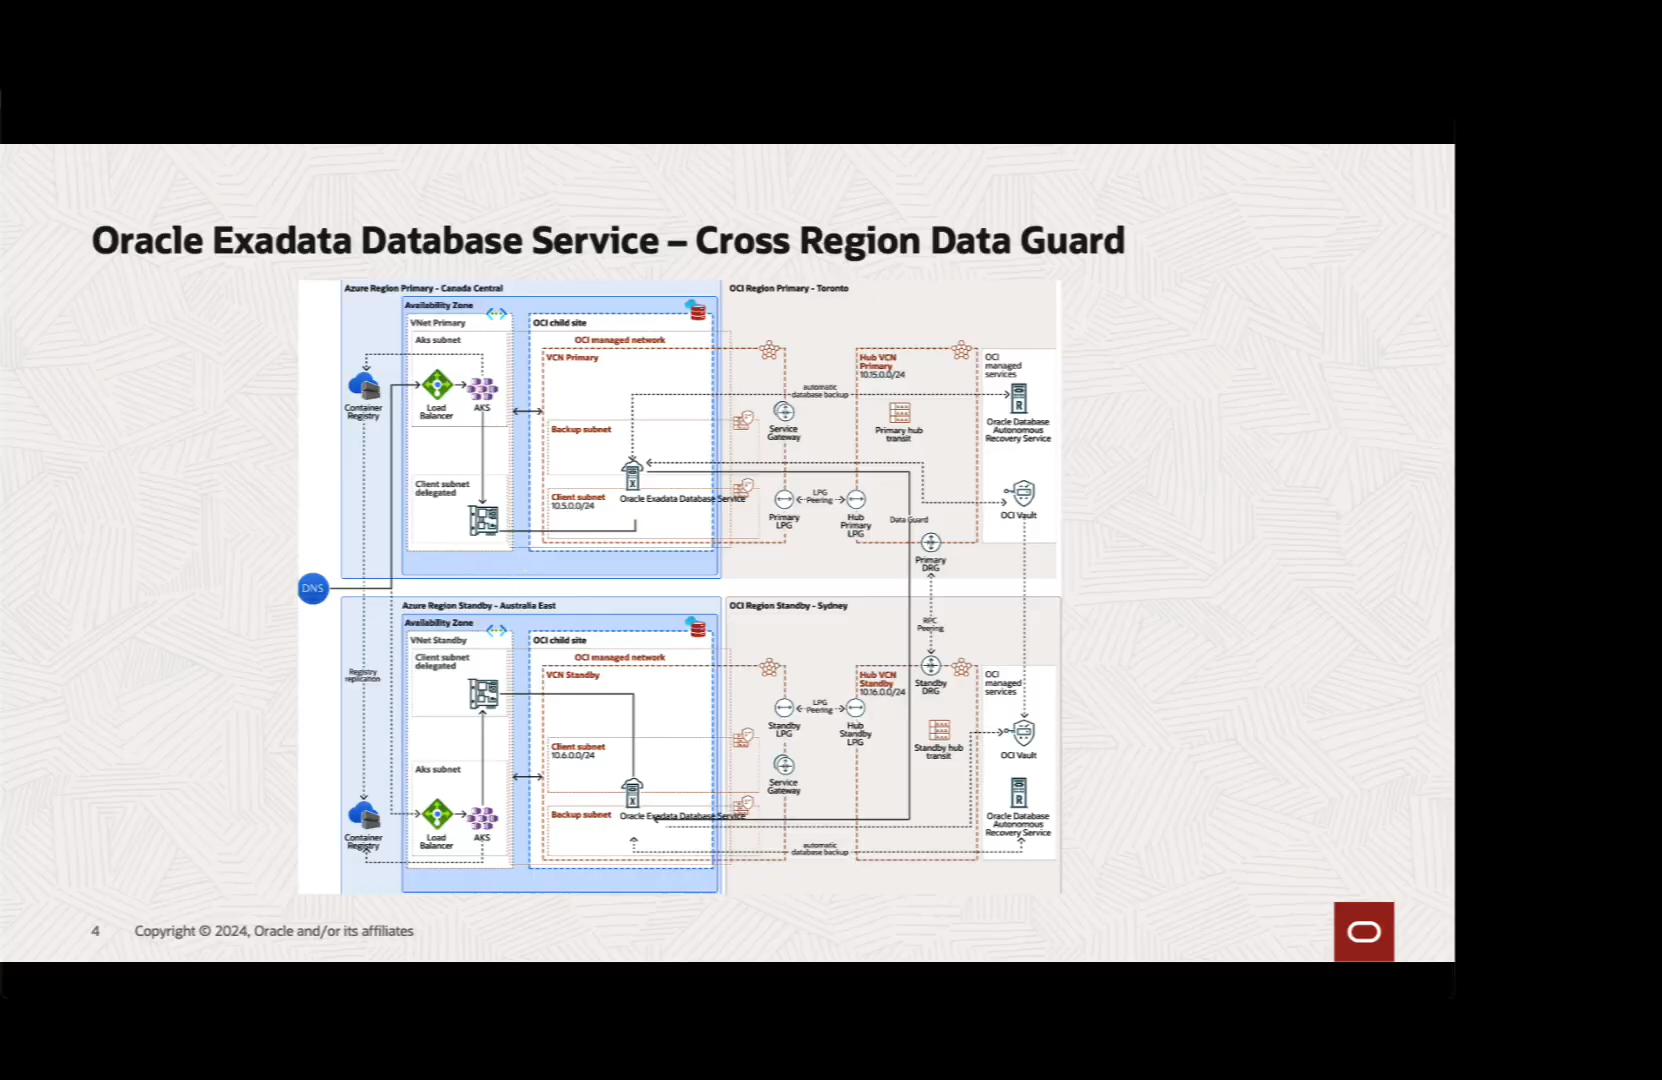 Oracle Exadata Database Service – Cross Region Data Guard
Azure Region Primary - Canada Central
OCI Region Primary - Toronto
Availability Zone
VNet Primary
OCI child site
Aks subnet
OCI managed network
VCN Primary
Hub VCN
Primary
10.15.0.0/24
OCI
managed
services
Container
Registry
Load
Balancer
AKS
automatic
database backup
Service
Gateway
Primary hub
transit
Oracle Database
Autonomous
Recovery Service
Backup subnet
Client subnet
delegated
X
R
Client subnet
10.5.0.0/24
Oracle Exadata Database Service
LPG
Peering
Primary
LPG
Hub
Primary
LPG
Data Guard
OCI Vault
Primary
DRG
DNS
Azure Region Standby - Australia East
OCI Region Standby - Sydney
Availability Zone
VNet Standby
OCI child site
RPC
Peering
Client subnet
delegated
OCI managed network
VCN Standby
Hub VCN
Standby
10.16.0.0/24
Standby
DRG
OCI
managed
services
Registry
replication
LPG
Peering
Standby
LPG
Hub
Standby
LPG
Standby hub
transit
OCI Vault
Client subnet
10.6.0.0/24
Aks subnet
Service
Gateway
X
R
Container
Registry
Load
Balancer
AKS
Backup subnet
Oracle Exadata Database Service
Oracle Database
Autonomous
Recovery Service
automatic
database backup
4
Copyright © 2024, Oracle and/or its affiliates